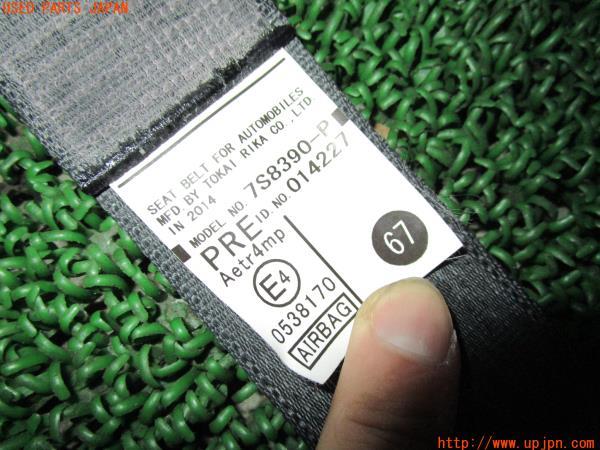 USED PARTS JAPAN
SEAT BELT FOR AUTOMOBILES
MFD. BY TOKAI RIKA CO., LTD
IN 2014
MODEL NO. 7S8390-P
PRE ID.NO. 014227
Aetr4mp
E4
67
0538170
AIRBAG
http://www.upjpn.com